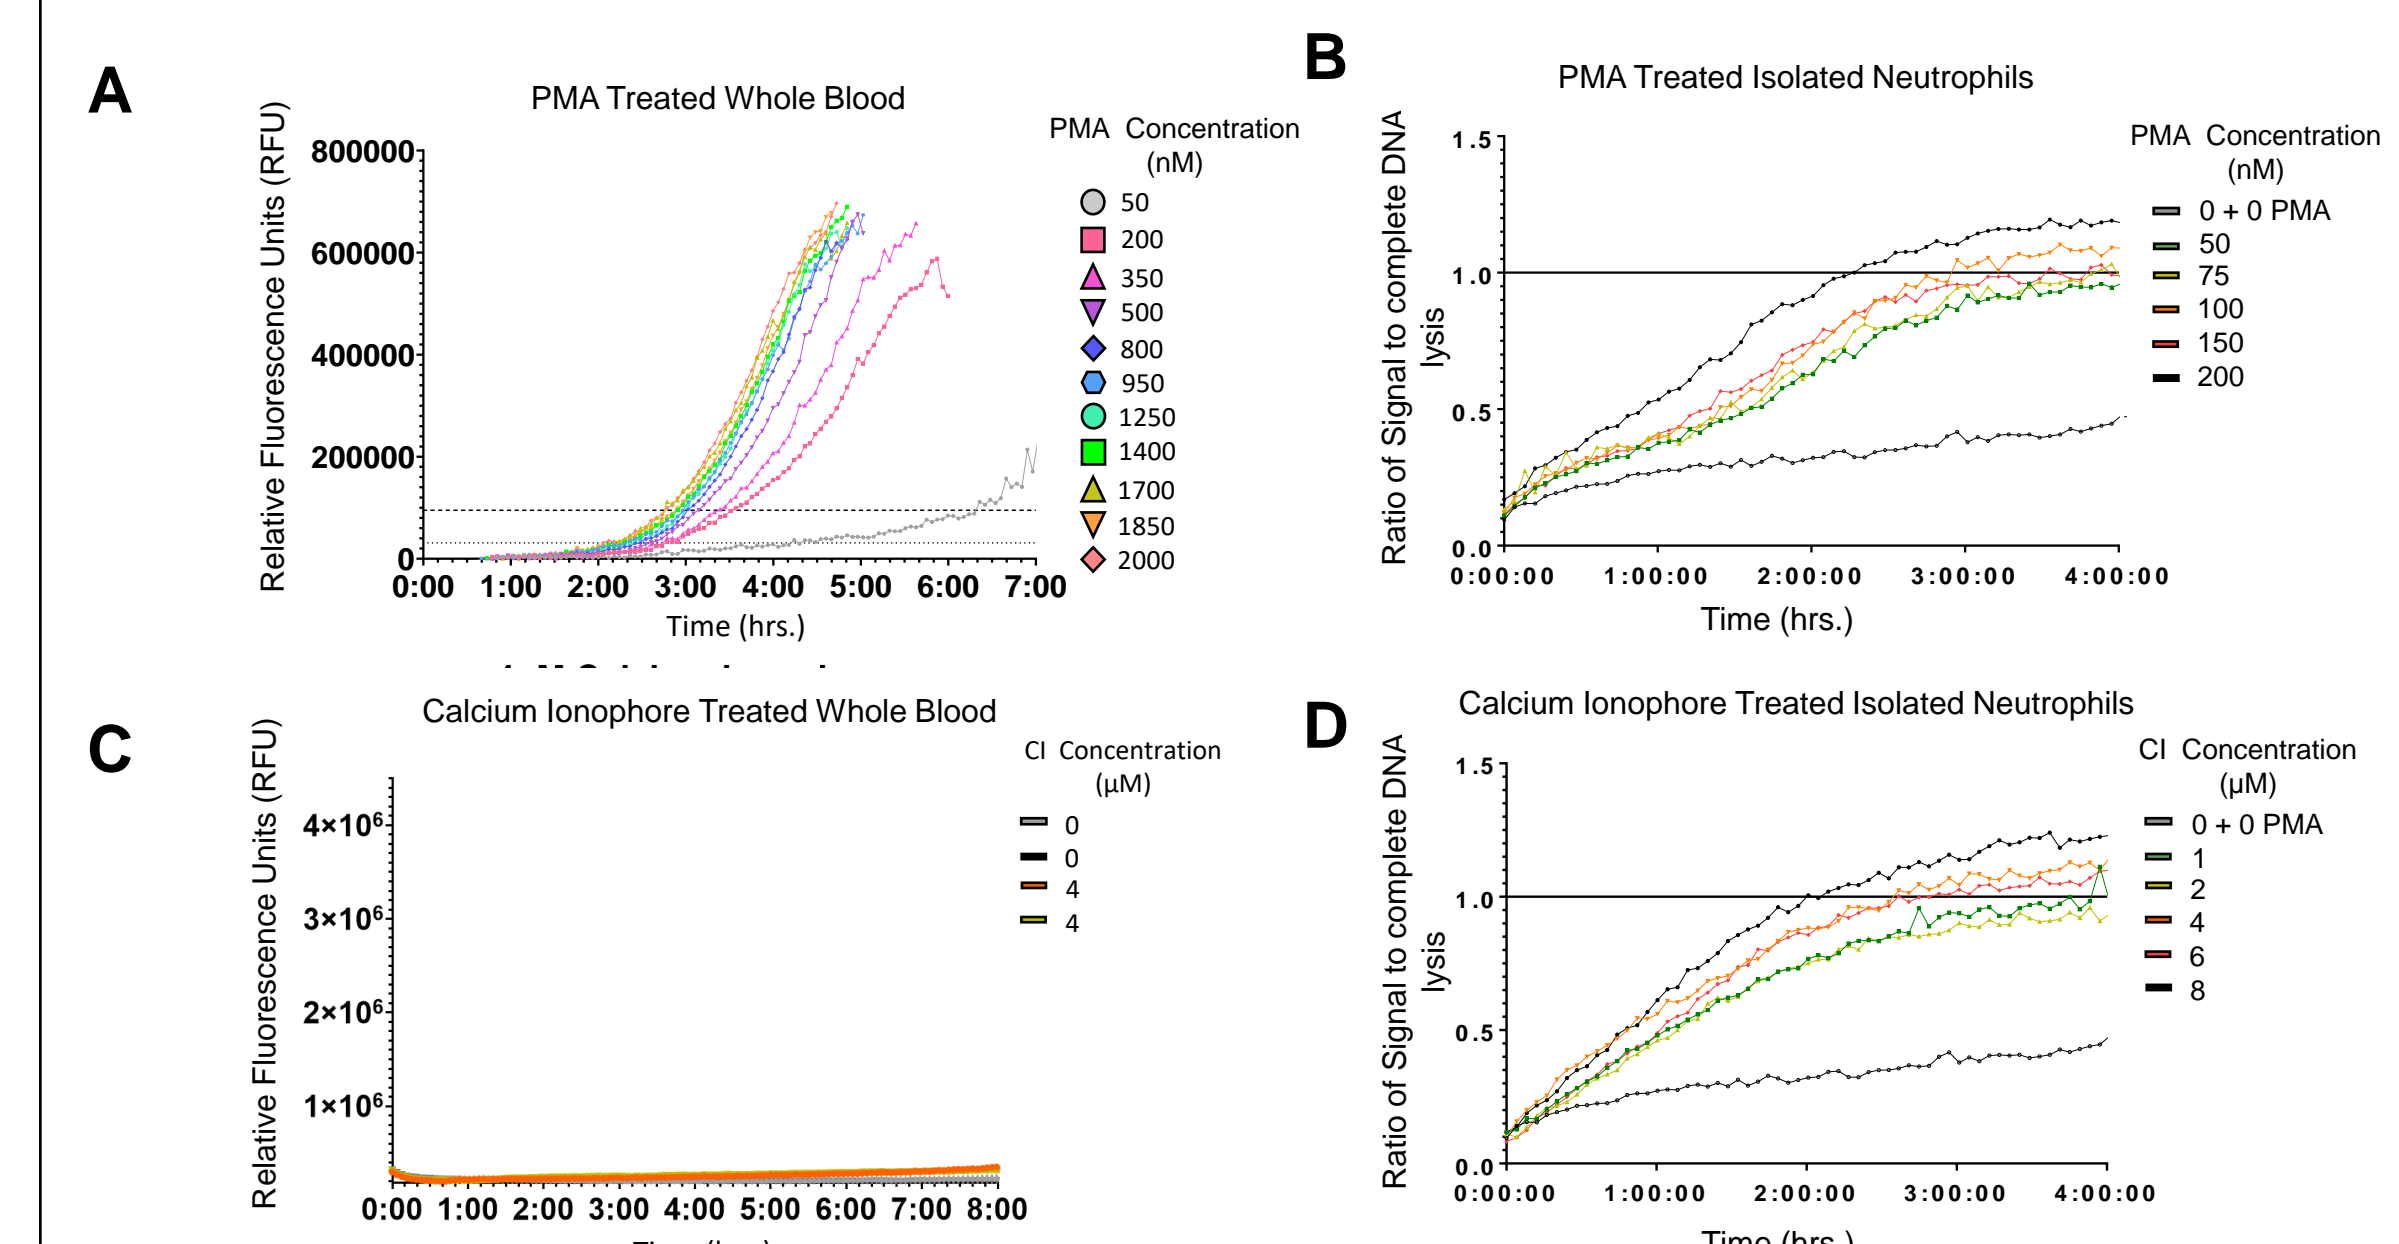 A
PMA Treated Whole Blood
Relative Fluorescence Units (RFU)
800000
600000
400000
200000
0
0:00 1:00 2:00 3:00 4:00 5:00 6:00 7:00
Time (hrs.)
PMA Concentration
(nM)
50
200
350
500
800
950
1250
1400
1700
1850
2000
B
PMA Treated Isolated Neutrophils
Ratio of Signal to complete DNA
lysis
1.5
1.0
0.5
0.0
0:00:00 1:00:00 2:00:00 3:00:00 4:00:00
Time (hrs.)
PMA Concentration
(nM)
0 + 0 PMA
50
75
100
150
200
C
Calcium Ionophore Treated Whole Blood
Relative Fluorescence Units (RFU)
4×10⁶
3×10⁶
2×10⁶
1×10⁶
0:00 1:00 2:00 3:00 4:00 5:00 6:00 7:00 8:00
CI Concentration
(µM)
0
0
4
4
D
Calcium Ionophore Treated Isolated Neutrophils
Ratio of Signal to complete DNA
lysis
1.5
1.0
0.5
0.0
0:00:00 1:00:00 2:00:00 3:00:00 4:00:00
Time (hrs.)
CI Concentration
(µM)
0 + 0 PMA
1
2
4
6
8